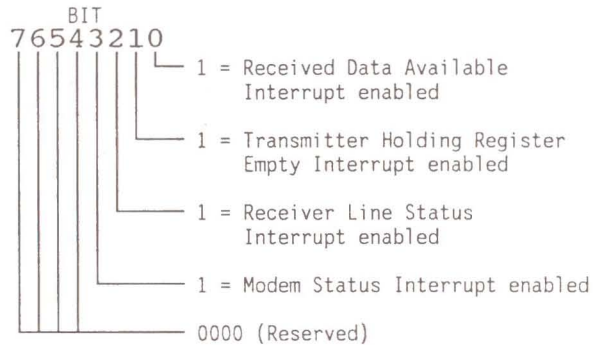 BIT
76543210
1 = Received Data Available
Interrupt enabled
1 = Transmitter Holding Register
Empty Interrupt enabled
1 = Receiver Line Status
Interrupt enabled
1 = Modem Status Interrupt enabled
0000 (Reserved)